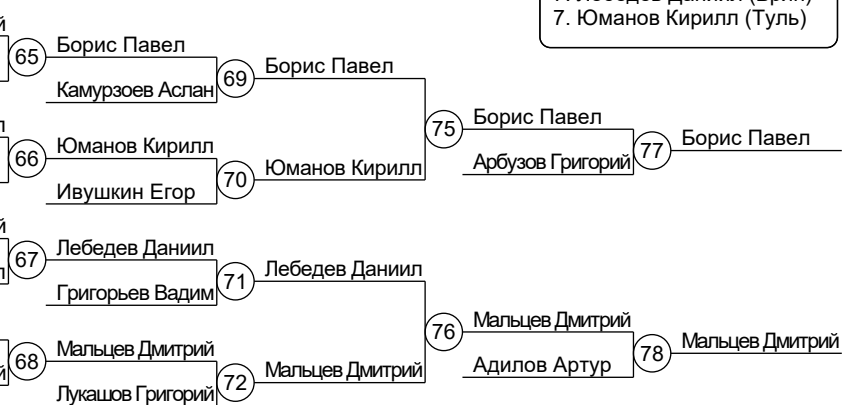 7. Юманов Кирилл (Туль)
65
Борис Павел
Камурзоев Аслан
69
Борис Павел
66
Юманов Кирилл
Ивушкин Егор
70
Юманов Кирилл
75
Борис Павел
Арбузов Григорий
77
Борис Павел
67
Лебедев Даниил
Григорьев Вадим
71
Лебедев Даниил
68
Мальцев Дмитрий
Лукашов Григорий
72
Мальцев Дмитрий
76
Мальцев Дмитрий
Адилов Артур
78
Мальцев Дмитрий